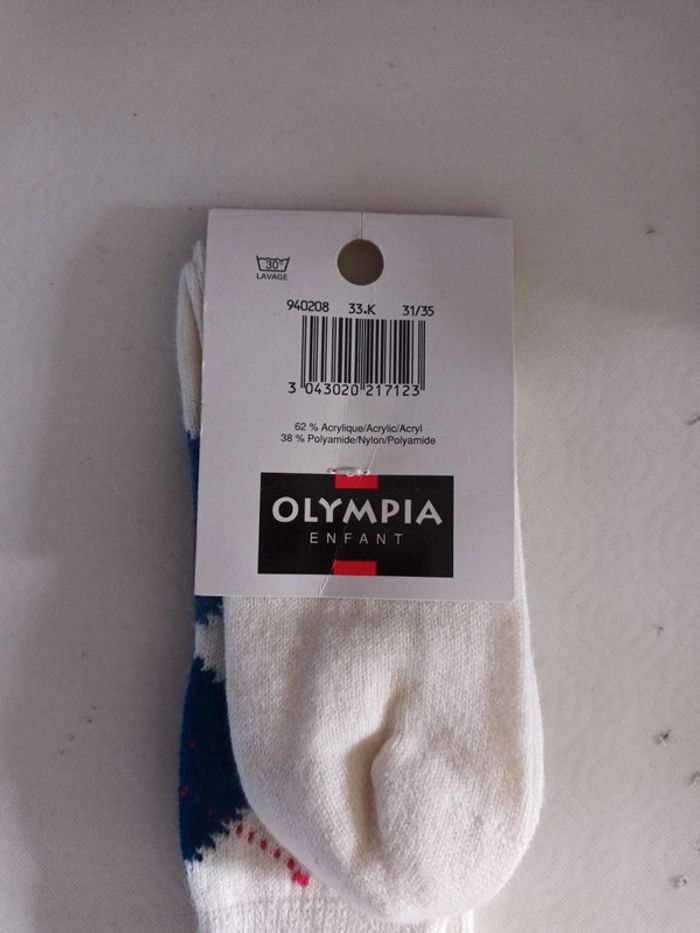 30°
LAVAGE
940208 33.K 31/35
3 043020 217123
62 % Acrylique/Acrylic/Acryl
38 % Polyamide/Nylon/Polyamide
OLYMPIA
ENFANT